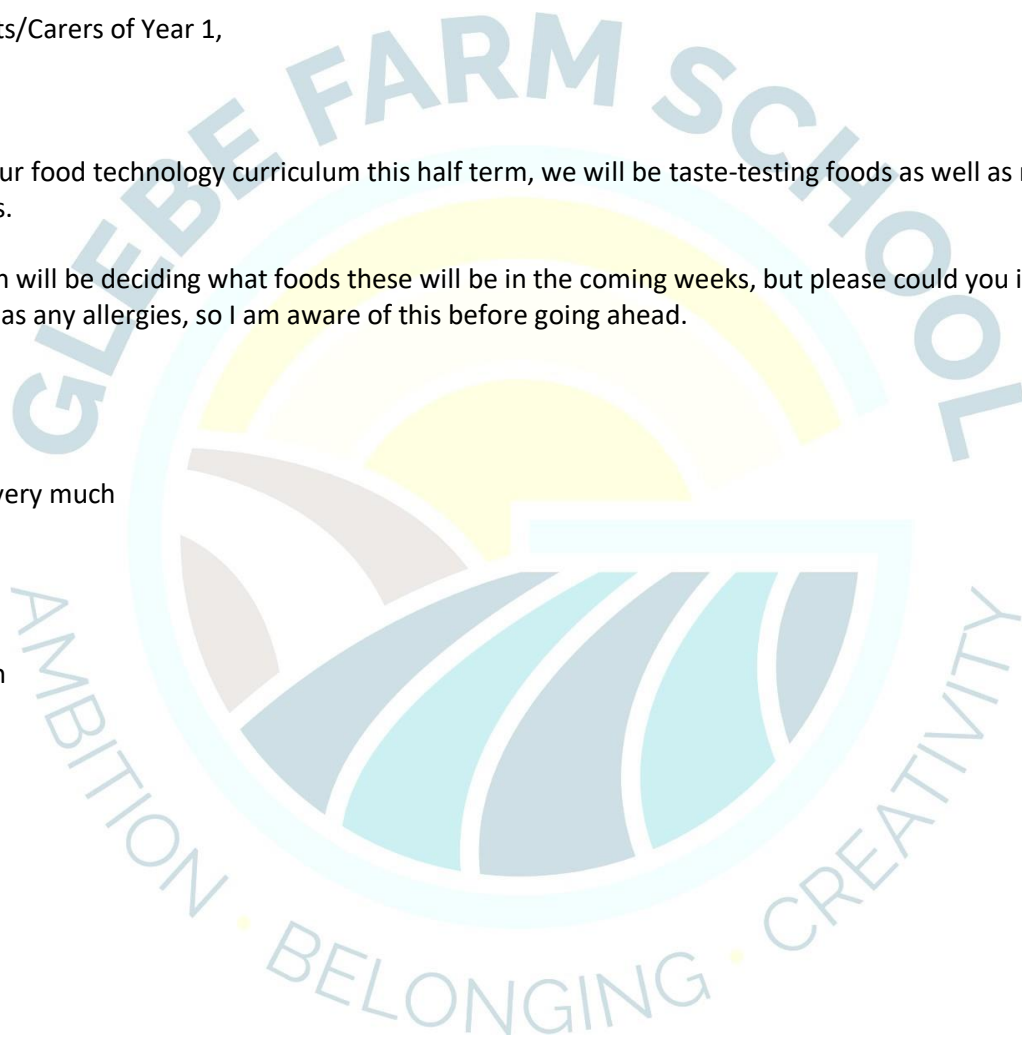 ts/Carers of Year 1,
ur food technology curriculum this half term, we will be taste-testing foods as well as
s.
will be deciding what foods these will be in the coming weeks, but please could you
as any allergies, so I am aware of this before going ahead.
very much
GLEBE FARM SCHOOL
AMBITION · BELONGING · CREATIVITY